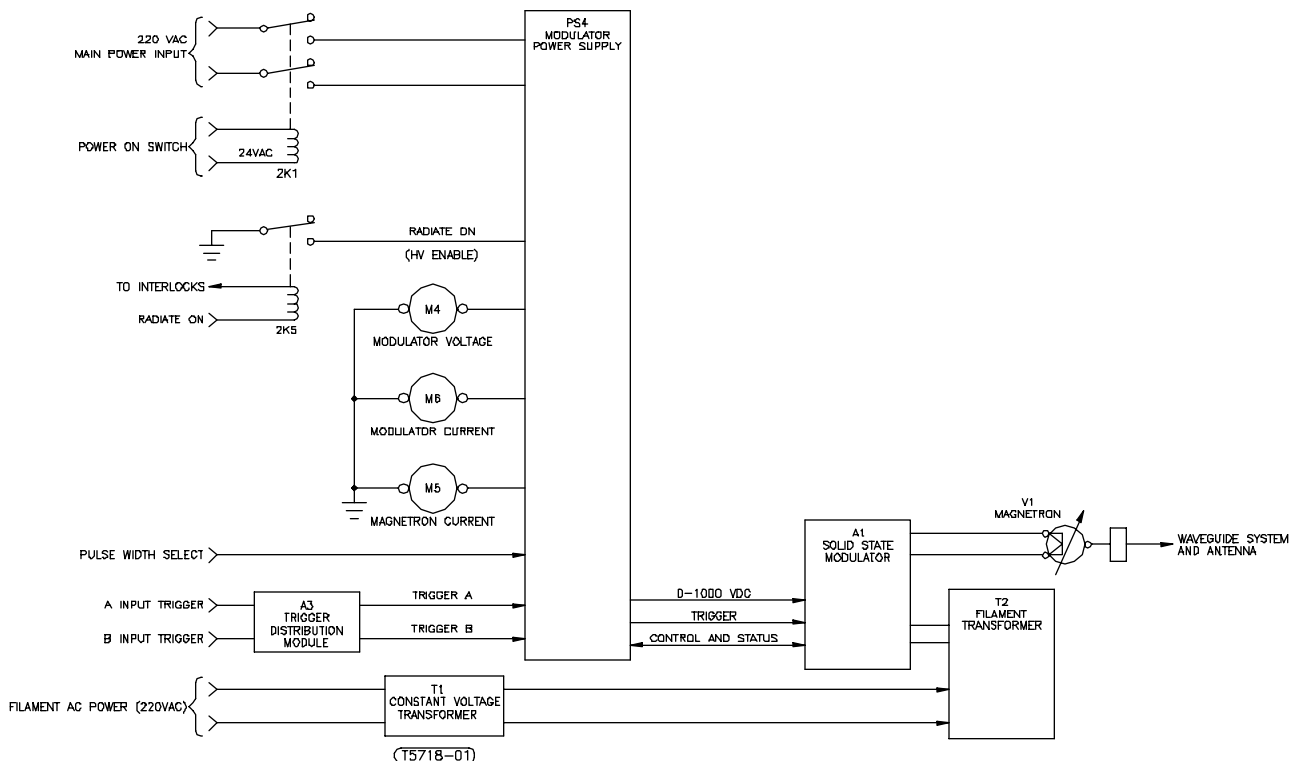 220 VAC
MAIN POWER INPUT
PS4
MODULATOR
POWER SUPPLY
POWER ON SWITCH
24VAC
2K1
RADIATE ON
(HV ENABLE)
TO INTERLOCKS
RADIATE ON
2K5
M4
MODULATOR VOLTAGE
M6
MODULATOR CURRENT
M5
MAGNETRON CURRENT
PULSE WIDTH SELECT
A INPUT TRIGGER
B INPUT TRIGGER
A3
TRIGGER
DISTRIBUTION
MODULE
TRIGGER A
TRIGGER B
0-1000 VDC
TRIGGER
CONTROL AND STATUS
A1
SOLID STATE
MODULATOR
V1
MAGNETRON
WAVEGUIDE SYSTEM
AND ANTENNA
T2
FILAMENT
TRANSFORMER
FILAMENT AC POWER (220VAC)
T1
CONSTANT VOLTAGE
TRANSFORMER
(T5718-01)